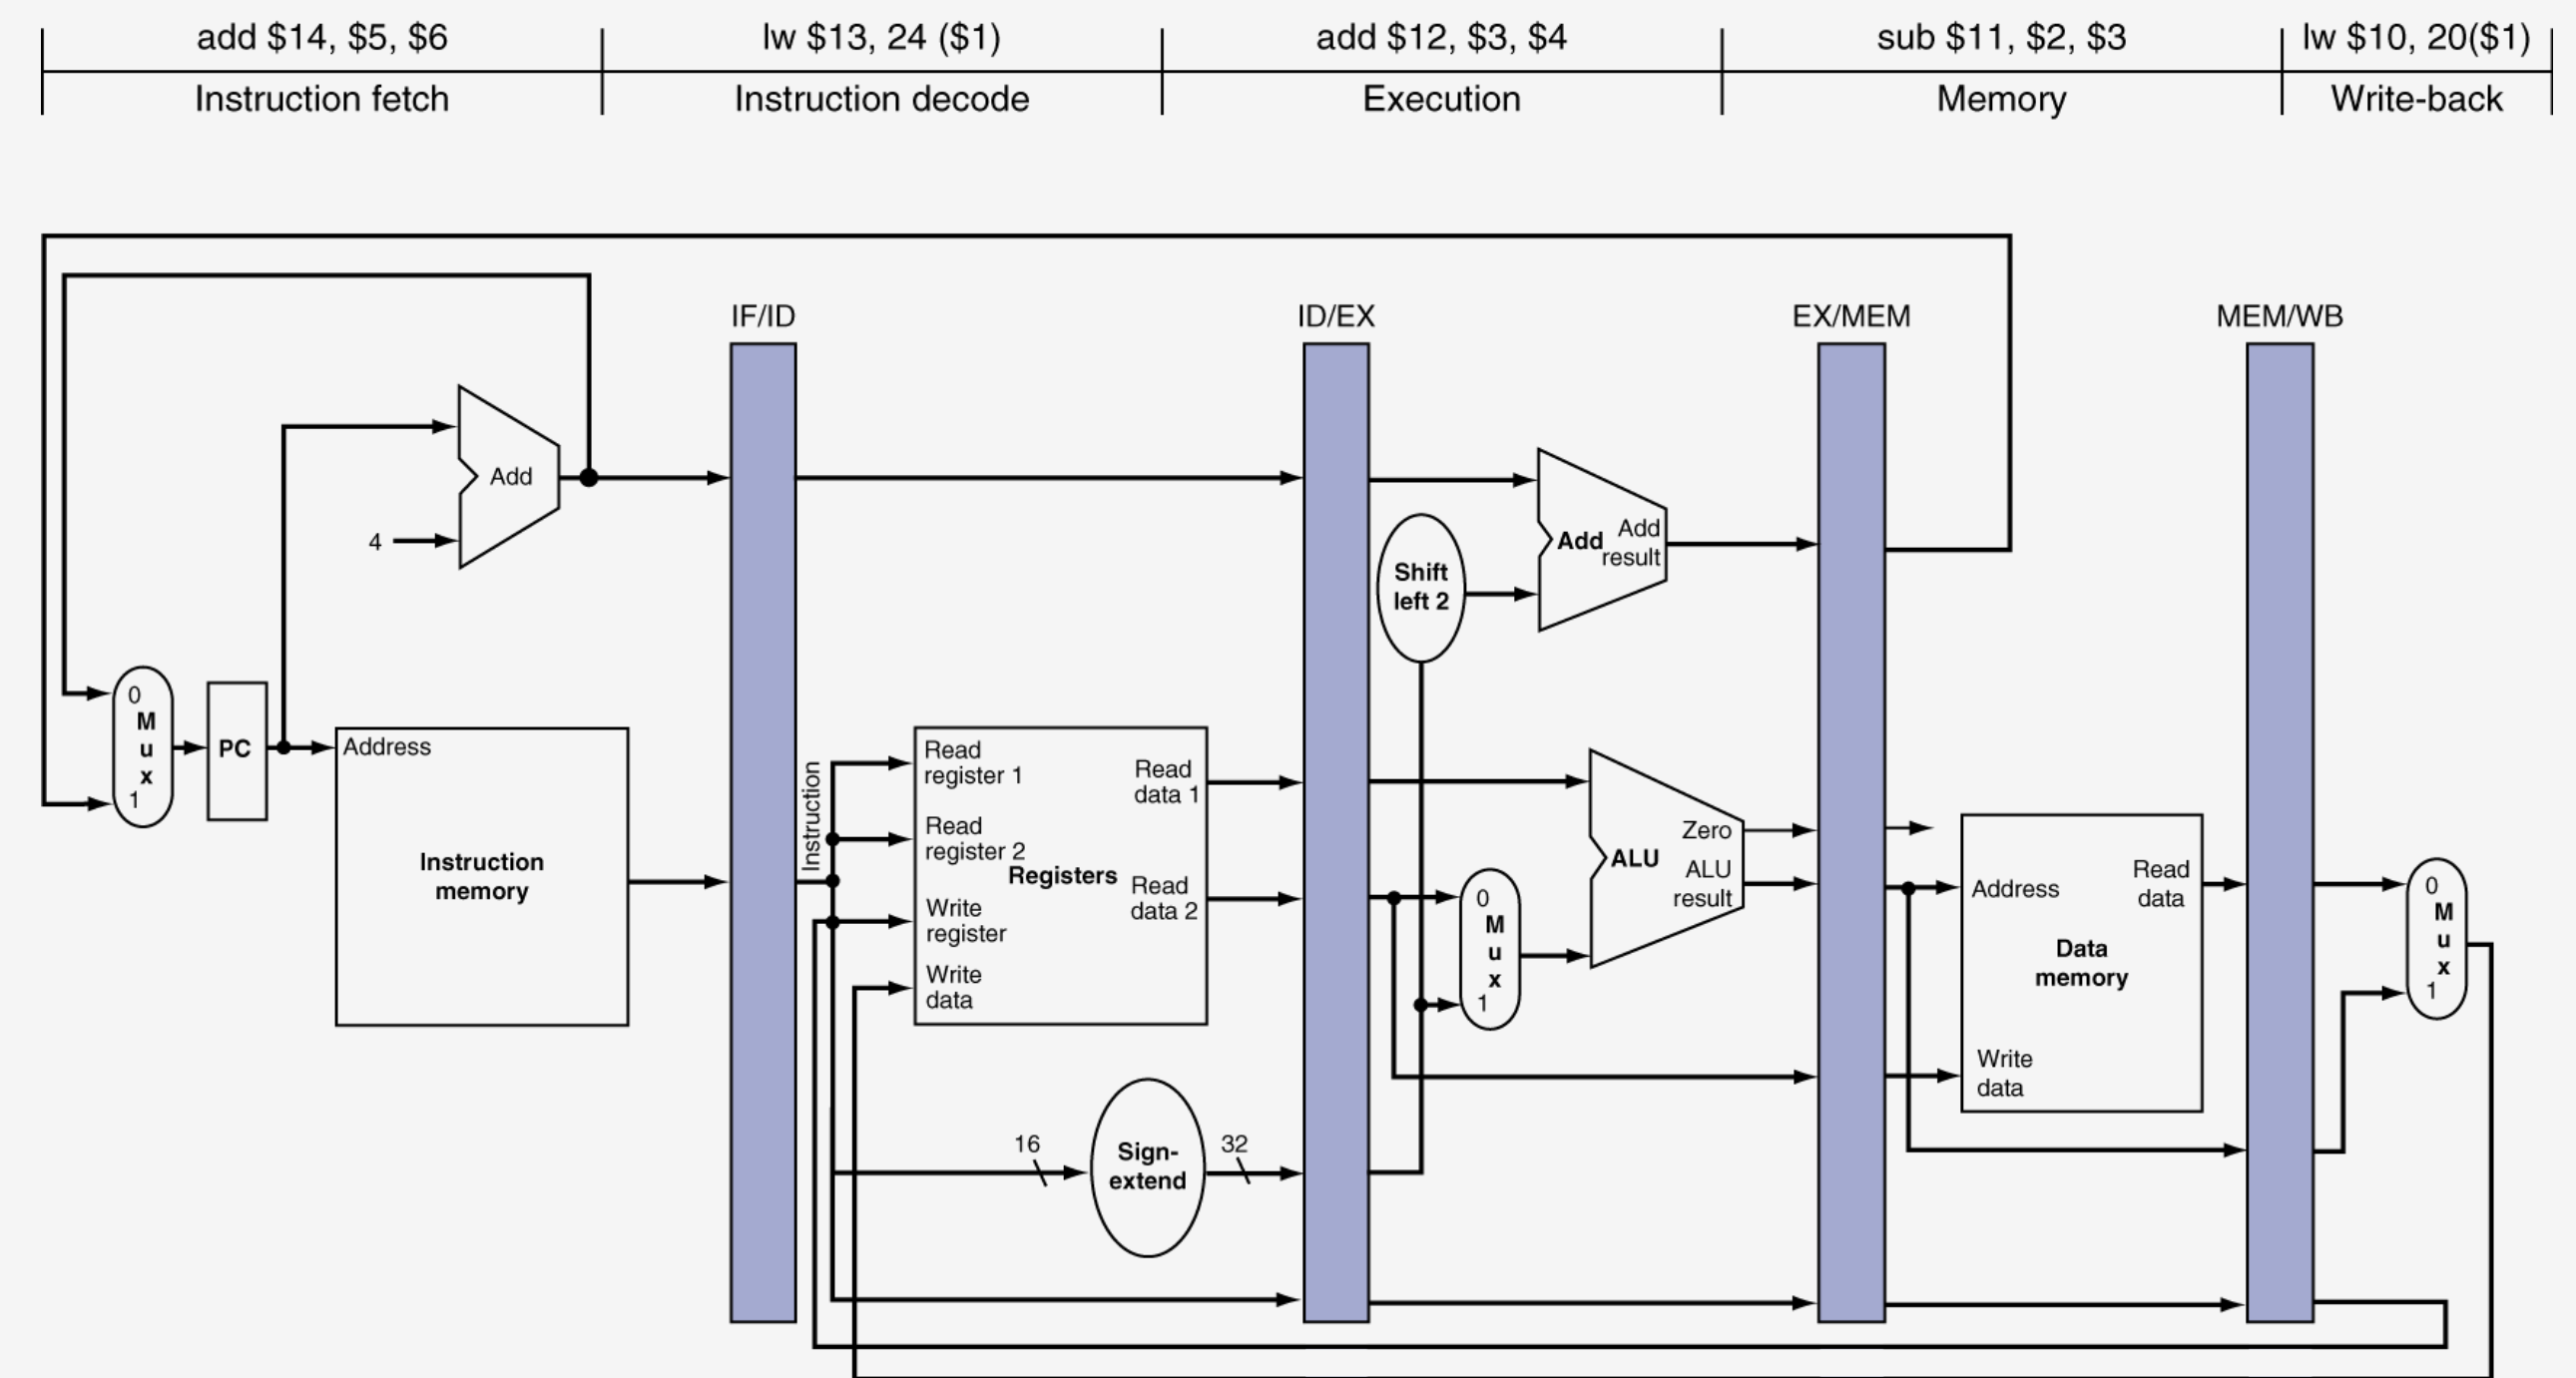 add $14, $5, $6
lw $13, 24 ($1)
add $12, $3, $4
sub $11, $2, $3
lw $10, 20($1)
Instruction fetch
Instruction decode
Execution
Memory
Write-back
IF/ID
ID/EX
EX/MEM
MEM/WB
Add
4
Add
Add
result
Shift
left 2
0
M
u
x
1
PC
Address
Instruction
memory
Instruction
Read
register 1
Read
register 2
Write
register
Write
data
Registers
Read
data 1
Read
data 2
16
Sign-
extend
32
0
M
u
x
1
ALU
Zero
ALU
result
Address
Read
data
Data
memory
Write
data
0
M
u
x
1